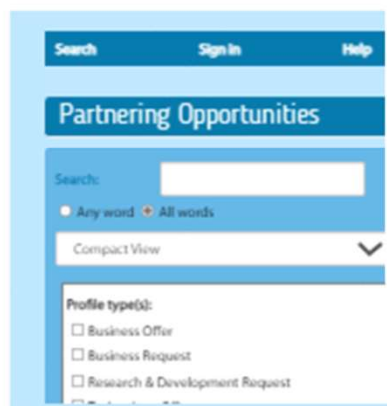 Search Sign in Help
Partnering Opportunities
Search:
Any word All words
Compact View
Profile type(s):
Business Offer
Business Request
Research & Development Request